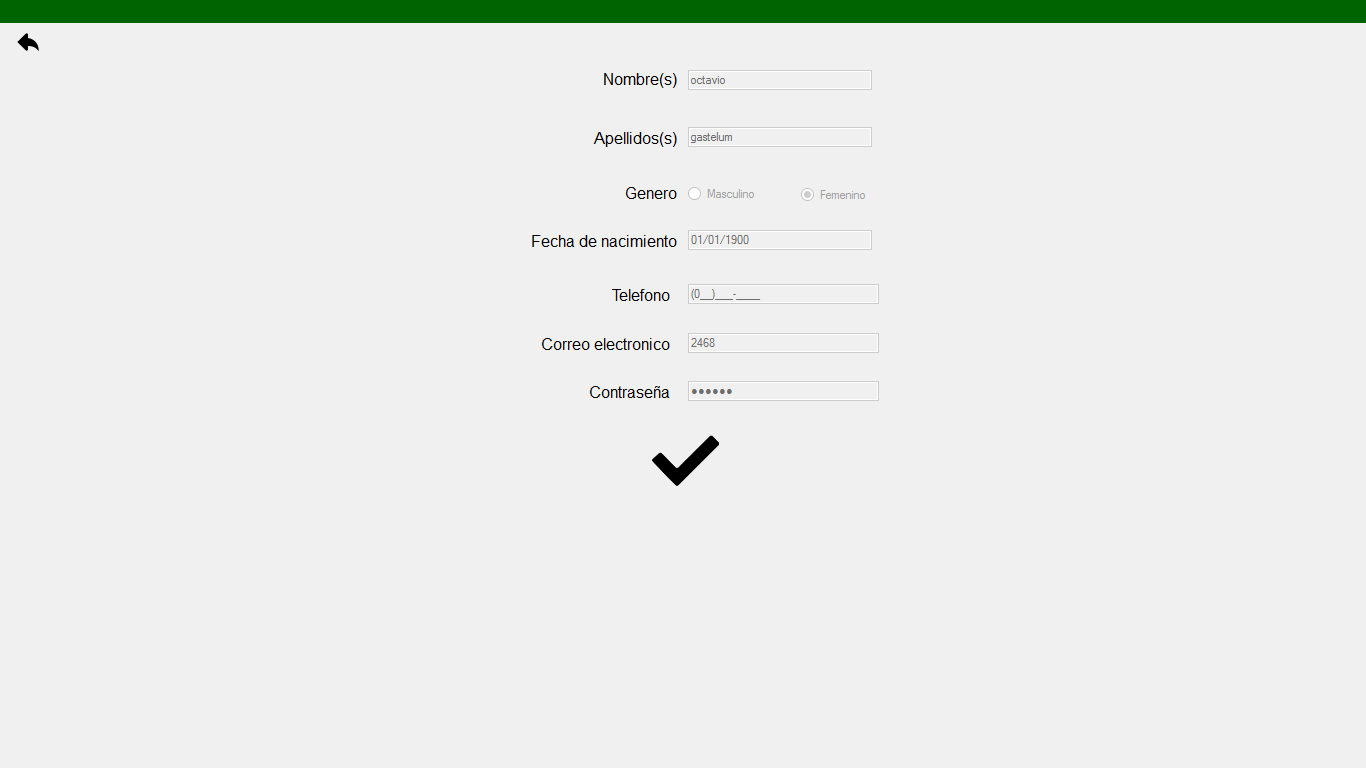 Nombre(s) octavio
Apellidos(s) gastelum
Genero Masculino Femenino
Fecha de nacimiento 01/01/1900
Telefono (0__)___-____
Correo electronico 2468
Contraseña ••••••